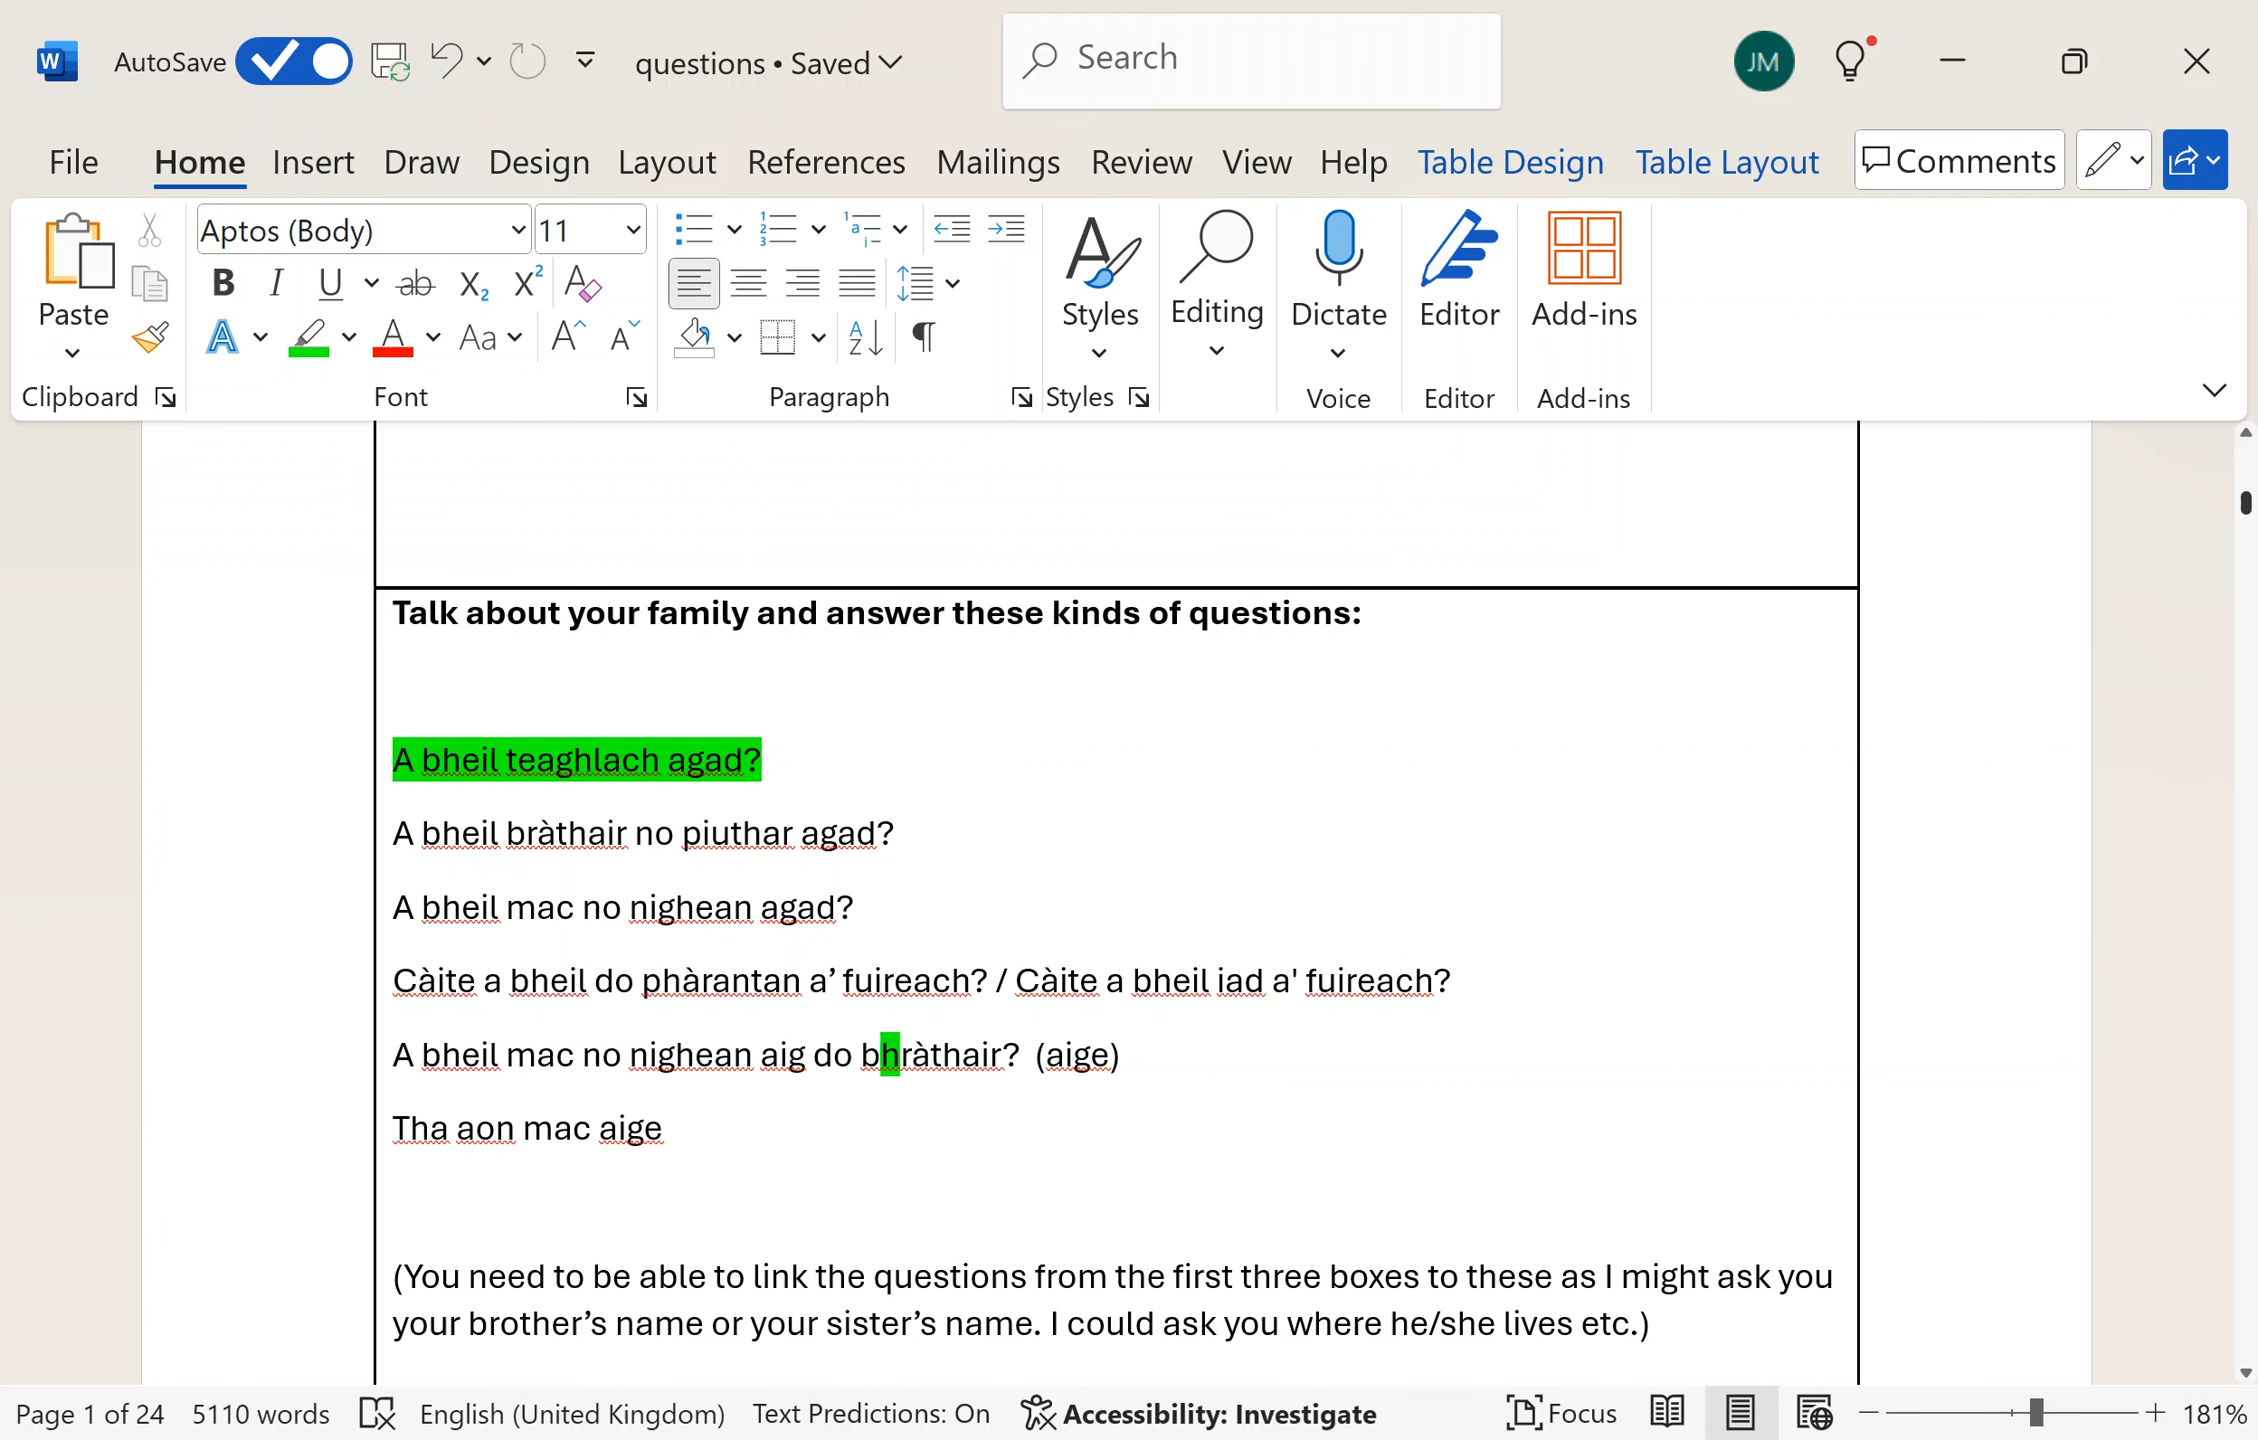 AutoSave questions • Saved Search JM
File Home Insert Draw Design Layout References Mailings Review View Help Table Design Table Layout Comments
Paste
Aptos (Body) 11
Styles Editing Dictate Editor Add-ins
Clipboard Font Paragraph Styles Voice Editor Add-ins
Talk about your family and answer these kinds of questions:
A bheil teaghlach agad?
A bheil bràthair no piuthar agad?
A bheil mac no nighean agad?
Càite a bheil do phàrantan a’ fuireach? / Càite a bheil iad a' fuireach?
A bheil mac no nighean aig do bhràthair? (aige)
Tha aon mac aige
(You need to be able to link the questions from the first three boxes to these as I might ask you
your brother’s name or your sister’s name. I could ask you where he/she lives etc.)
Page 1 of 24 5110 words English (United Kingdom) Text Predictions: On Accessibility: Investigate Focus 181%